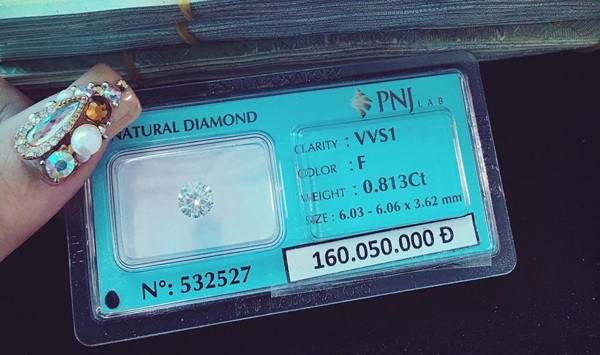 PNJ LAB
NATURAL DIAMOND
CLARITY : VVS1
COLOR : F
WEIGHT : 0.813Ct
SIZE : 6.03 - 6.06 x 3.62 mm
160.050.000 Đ
N°: 532527